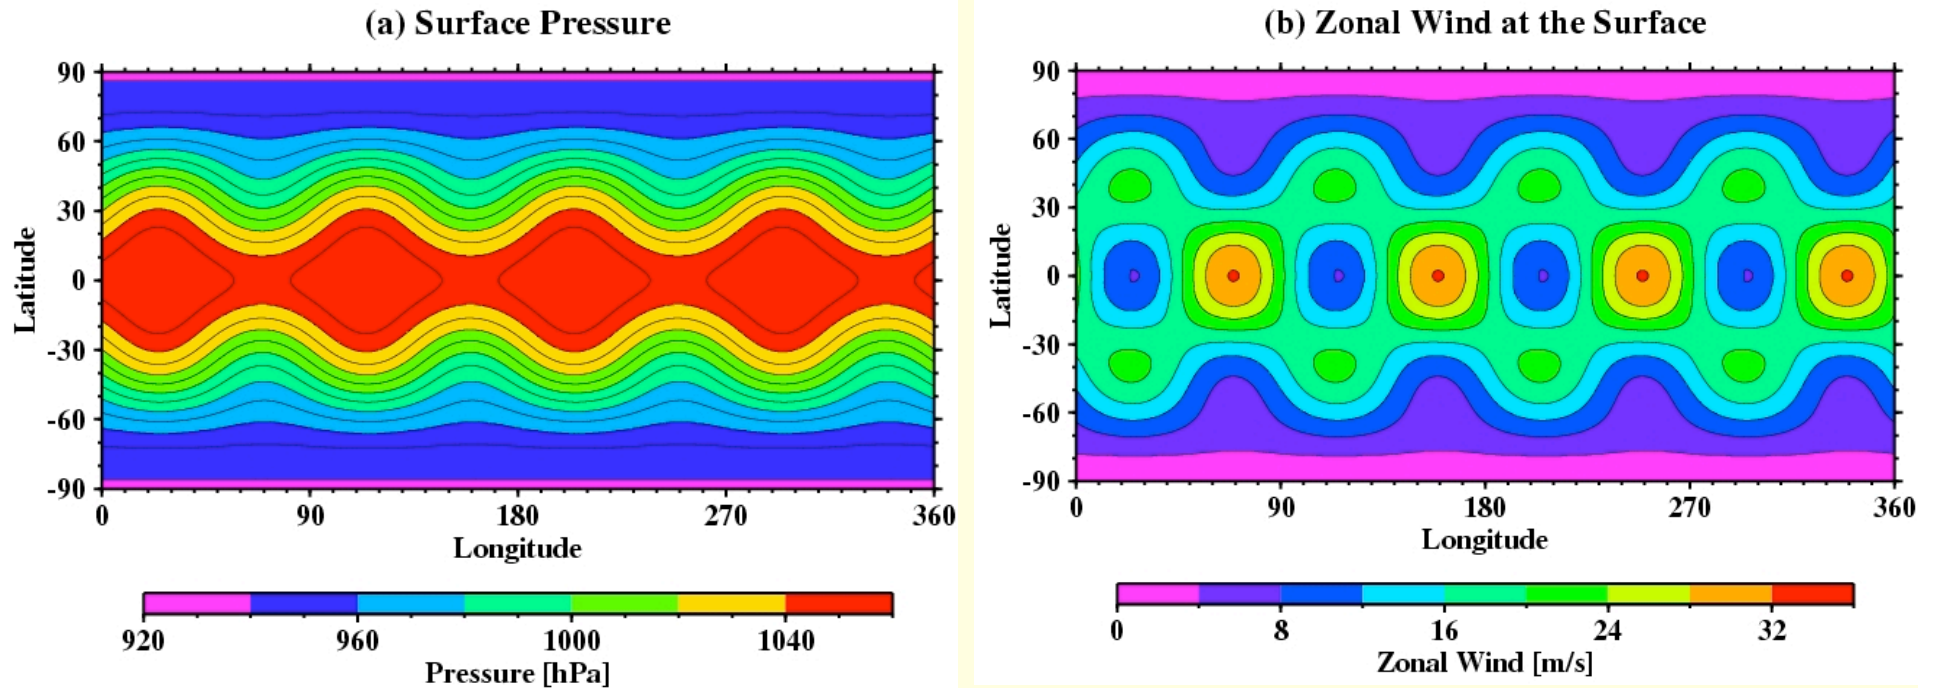 (a) Surface Pressure
90
60
30
0
-30
-60
-90
Latitude
0 90 180 270 360
Longitude
920 960 1000 1040
Pressure [hPa]
(b) Zonal Wind at the Surface
90
60
30
0
-30
-60
-90
Latitude
0 90 180 270 360
Longitude
0 8 16 24 32
Zonal Wind [m/s]